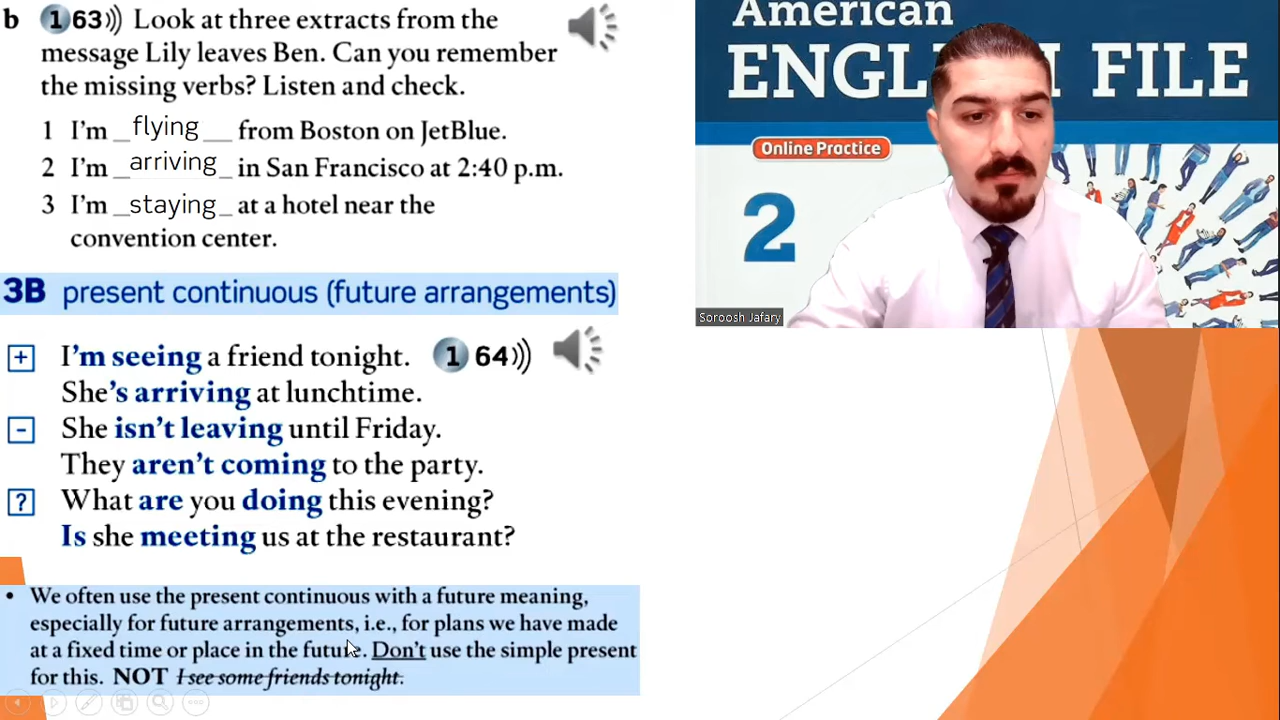 b 1 63))) Look at three extracts from the
message Lily leaves Ben. Can you remember
the missing verbs? Listen and check.
1 I'm _flying__ from Boston on JetBlue.
2 I'm _arriving_ in San Francisco at 2:40 p.m.
3 I'm _staying_ at a hotel near the
convention center.
3B present continuous (future arrangements)
+ I'm seeing a friend tonight. 1 64)))
She's arriving at lunchtime.
- She isn't leaving until Friday.
They aren't coming to the party.
? What are you doing this evening?
Is she meeting us at the restaurant?
• We often use the present continuous with a future meaning,
especially for future arrangements, i.e., for plans we have made
at a fixed time or place in the future. Don't use the simple present
for this. NOT I see some friends tonight.
American
ENGL FILE
Online Practice
2
Soroosh Jafary